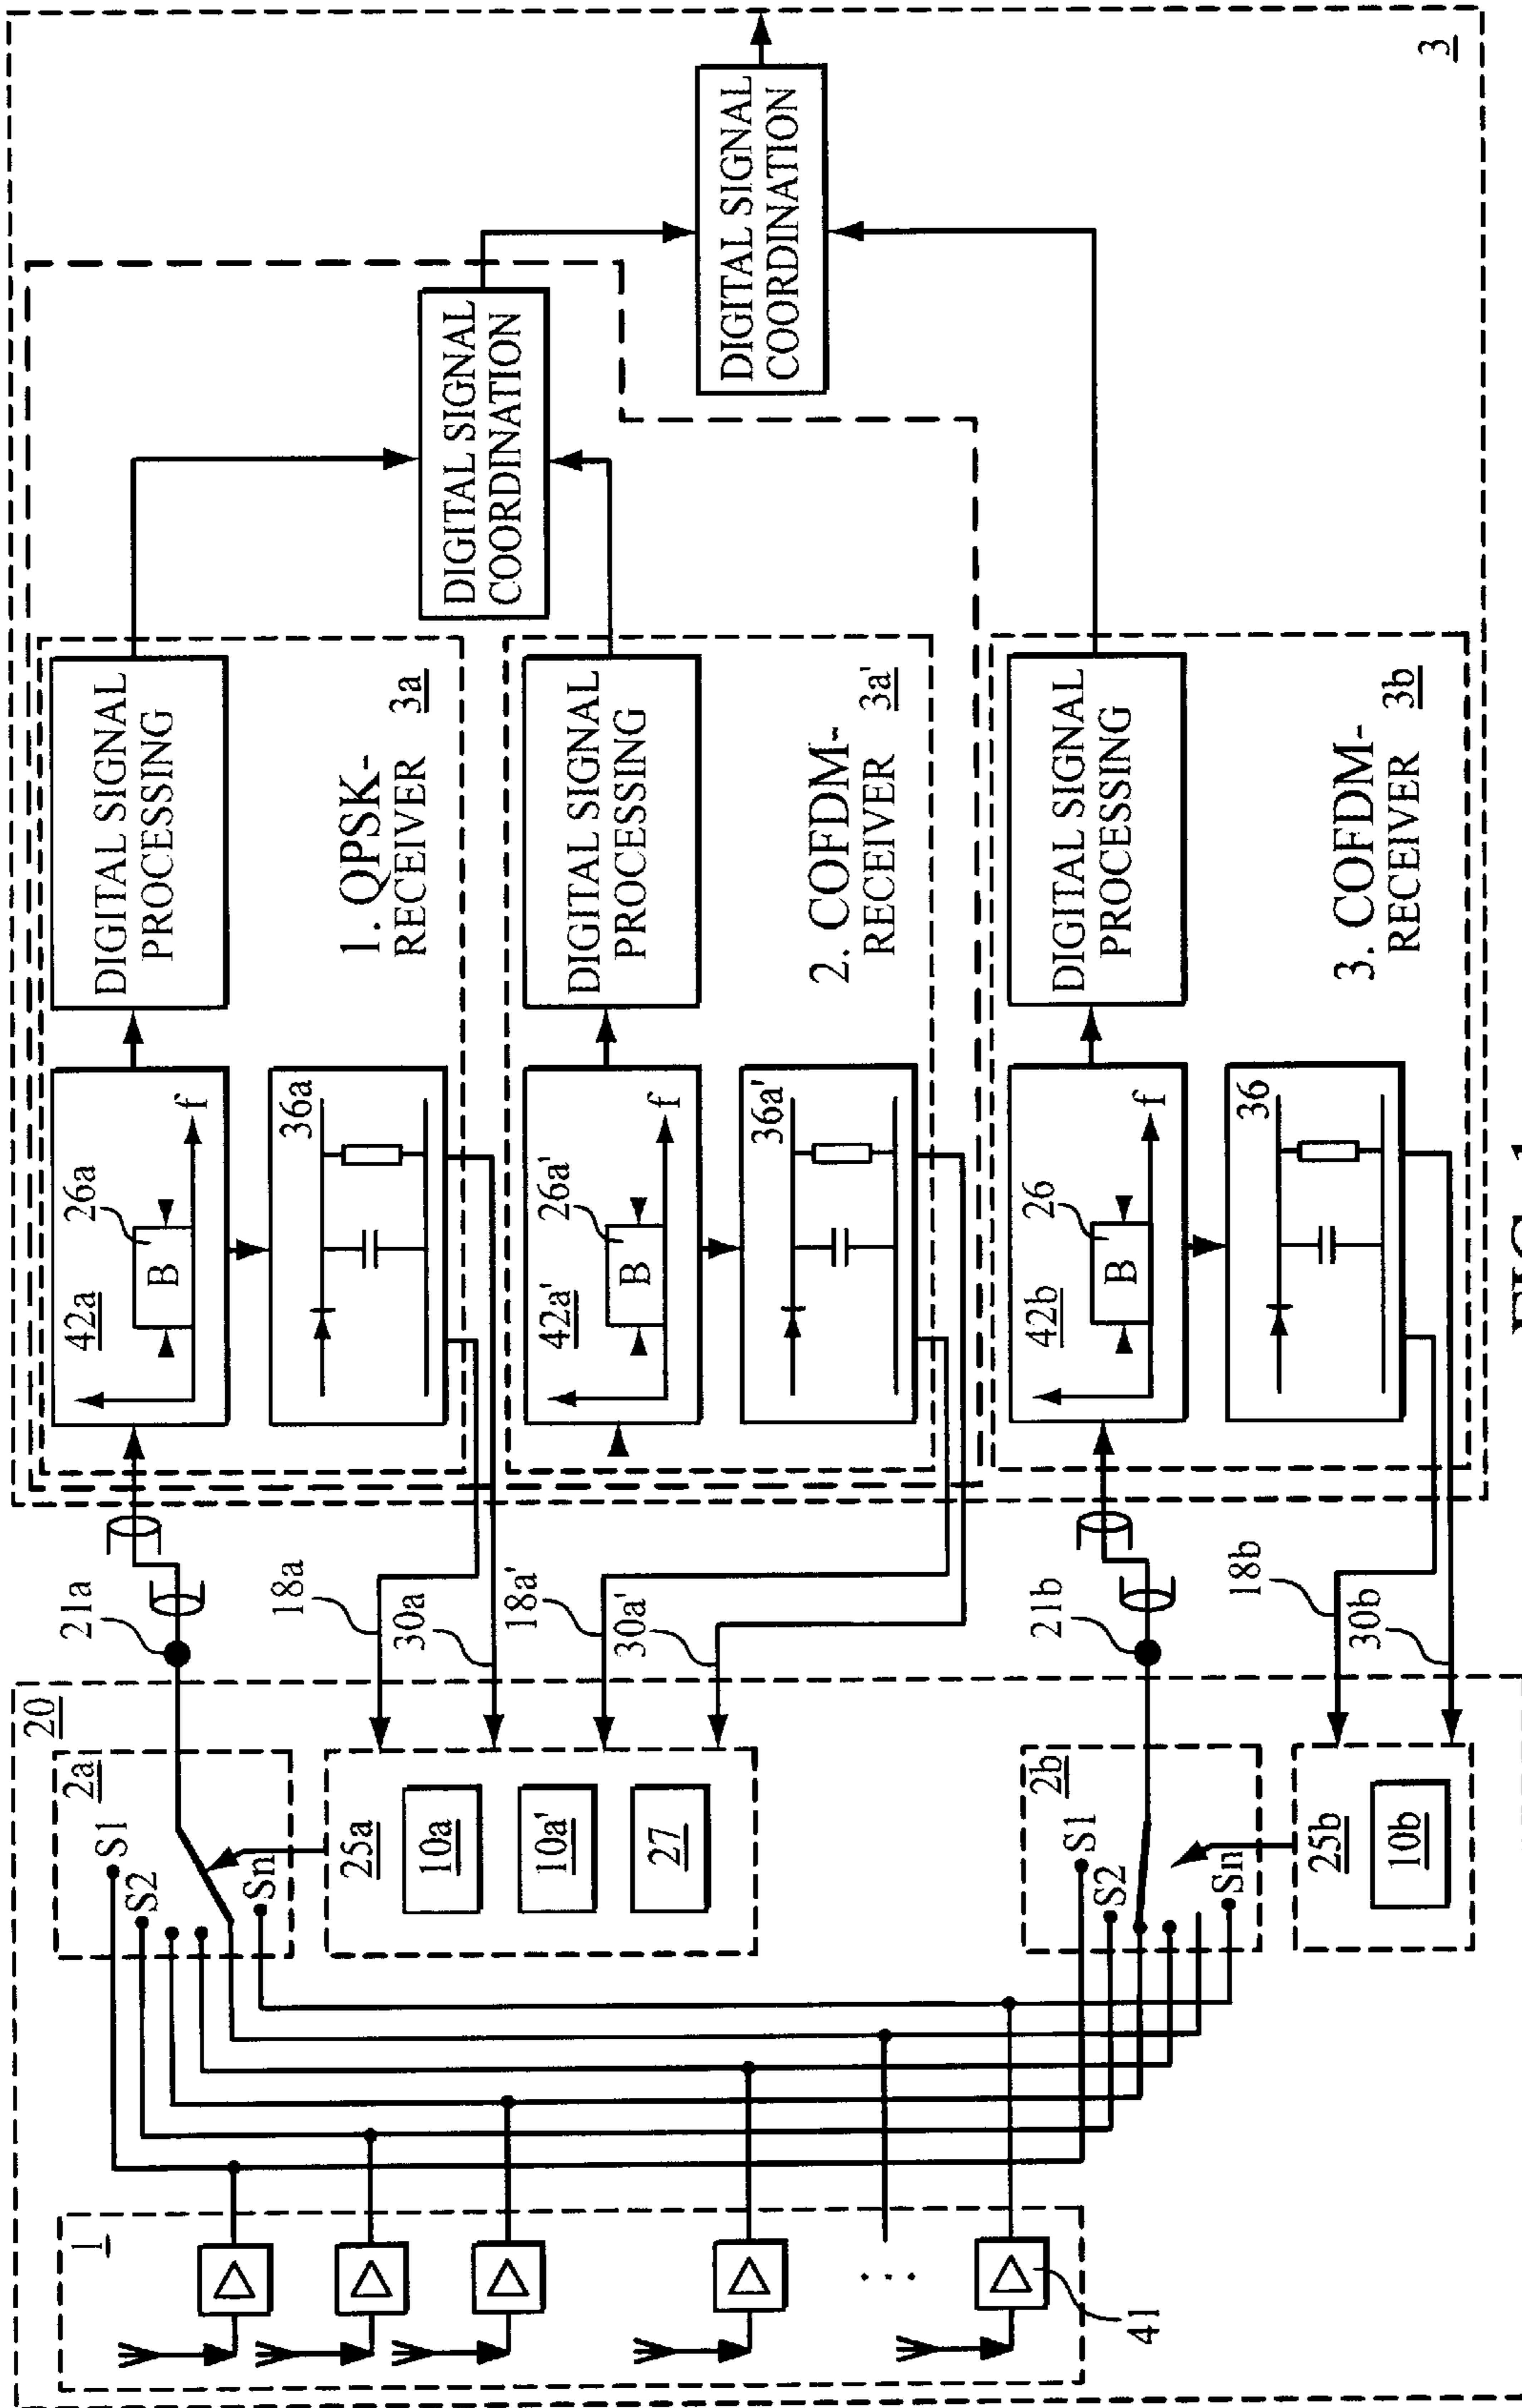 20
1
41
2a
S1
S2
Sn
25a
10a
10a'
27
2b
S1
S2
Sn
25b
10b
21a
18a
30a
18a'
30a'
21b
18b
30b
3
42a
26a
B
f
36a
DIGITAL SIGNAL
PROCESSING
1. QPSK-
RECEIVER
3a
42a'
26a'
B
f
36a'
DIGITAL SIGNAL
PROCESSING
2. COFDM-
RECEIVER
3a'
42b
26
B
f
36
DIGITAL SIGNAL
PROCESSING
3. COFDM-
RECEIVER
3b
DIGITAL SIGNAL
COORDINATION
DIGITAL SIGNAL
COORDINATION